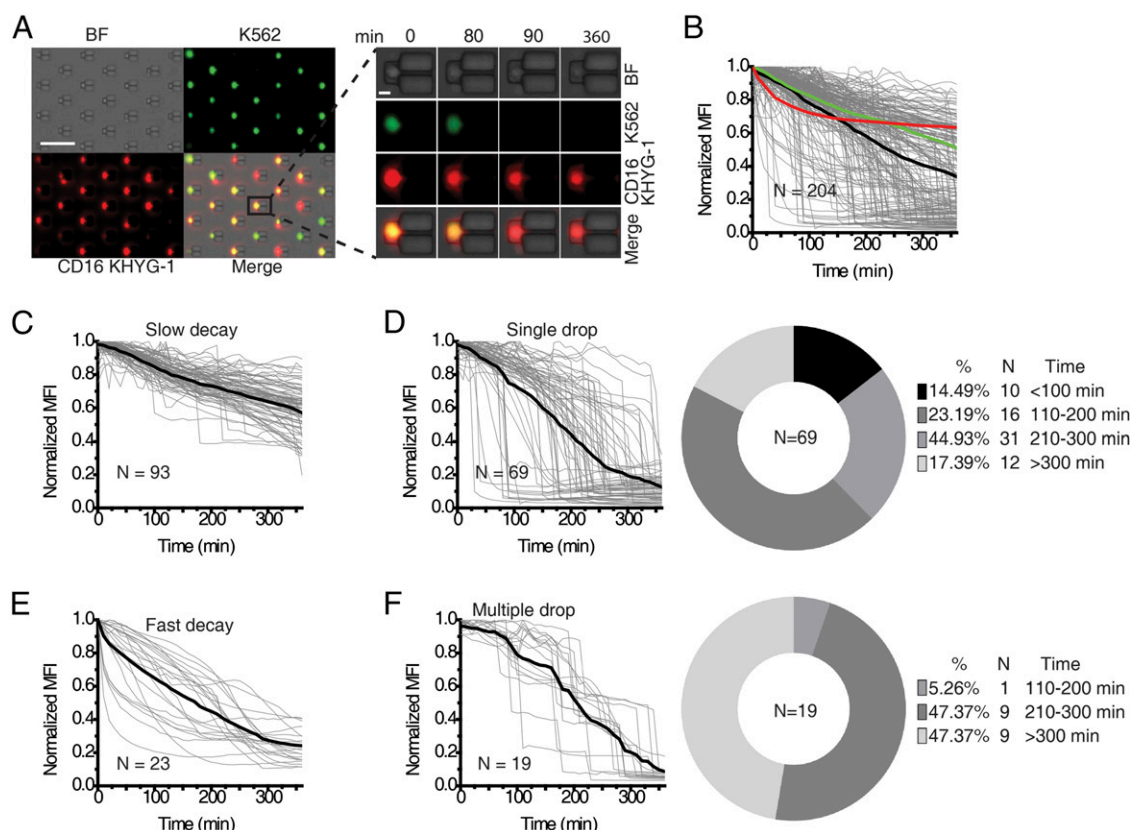 A
BF
K562
CD16 KHYG-1
Merge
min 0 80 90 360
BF
K562
CD16
KHYG-1
Merge
B
Normalized MFI
1.0
0.8
0.6
0.4
0.2
0.0
N = 204
0 100 200 300
Time (min)
C
Slow decay
Normalized MFI
1.0
0.8
0.6
0.4
0.2
0.0
N = 93
0 100 200 300
Time (min)
D
Single drop
Normalized MFI
1.0
0.8
0.6
0.4
0.2
0.0
N = 69
0 100 200 300
Time (min)
N=69
% N Time
14.49% 10 <100 min
23.19% 16 110-200 min
44.93% 31 210-300 min
17.39% 12 >300 min
E
Fast decay
Normalized MFI
1.0
0.8
0.6
0.4
0.2
0.0
N = 23
0 100 200 300
Time (min)
F
Multiple drop
Normalized MFI
1.0
0.8
0.6
0.4
0.2
0.0
N = 19
0 100 200 300
Time (min)
N=19
% N Time
5.26% 1 110-200 min
47.37% 9 210-300 min
47.37% 9 >300 min